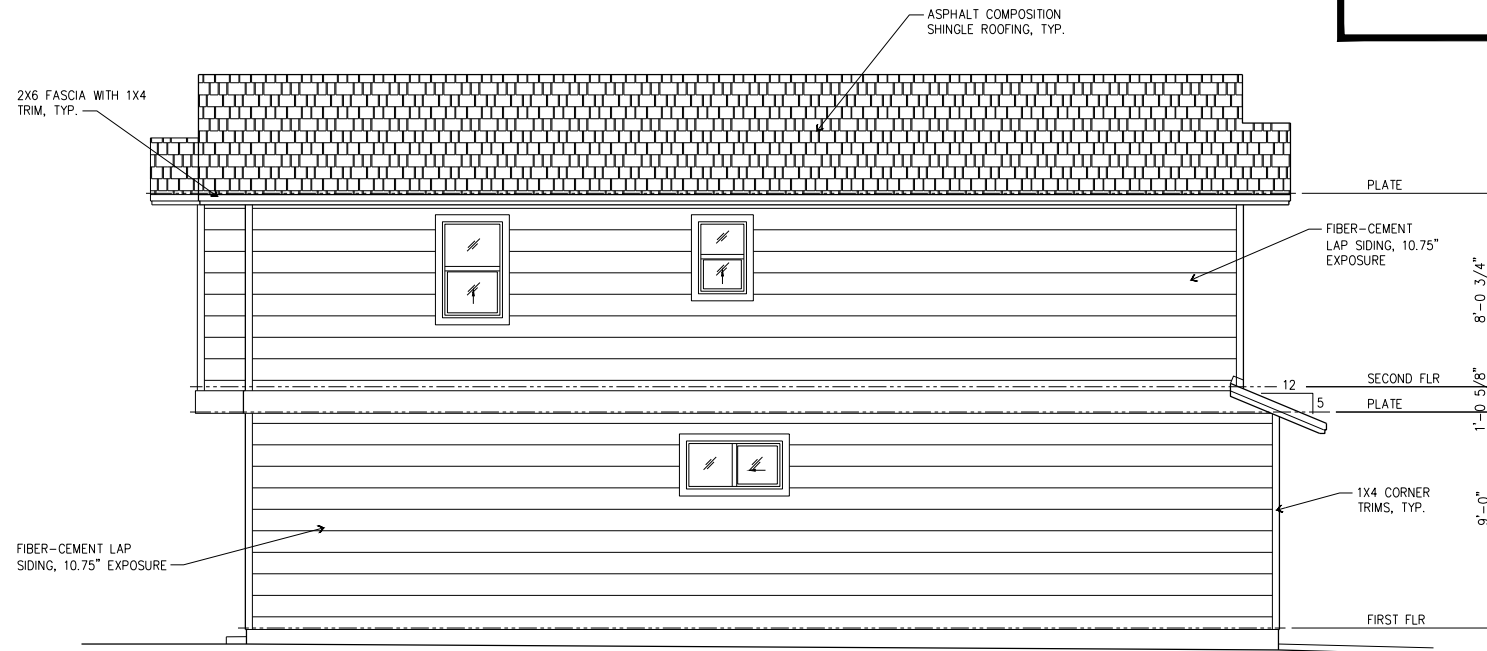 ASPHALT COMPOSITION
SHINGLE ROOFING, TYP.
2X6 FASCIA WITH 1X4
TRIM, TYP.
PLATE
FIBER-CEMENT
LAP SIDING, 10.75" 
EXPOSURE
8'-0 3/4"
12
5
SECOND FLR
PLATE
1'-0 5/8"
1X4 CORNER
TRIMS, TYP.
9'-0"
FIBER-CEMENT LAP
SIDING, 10.75" EXPOSURE
FIRST FLR